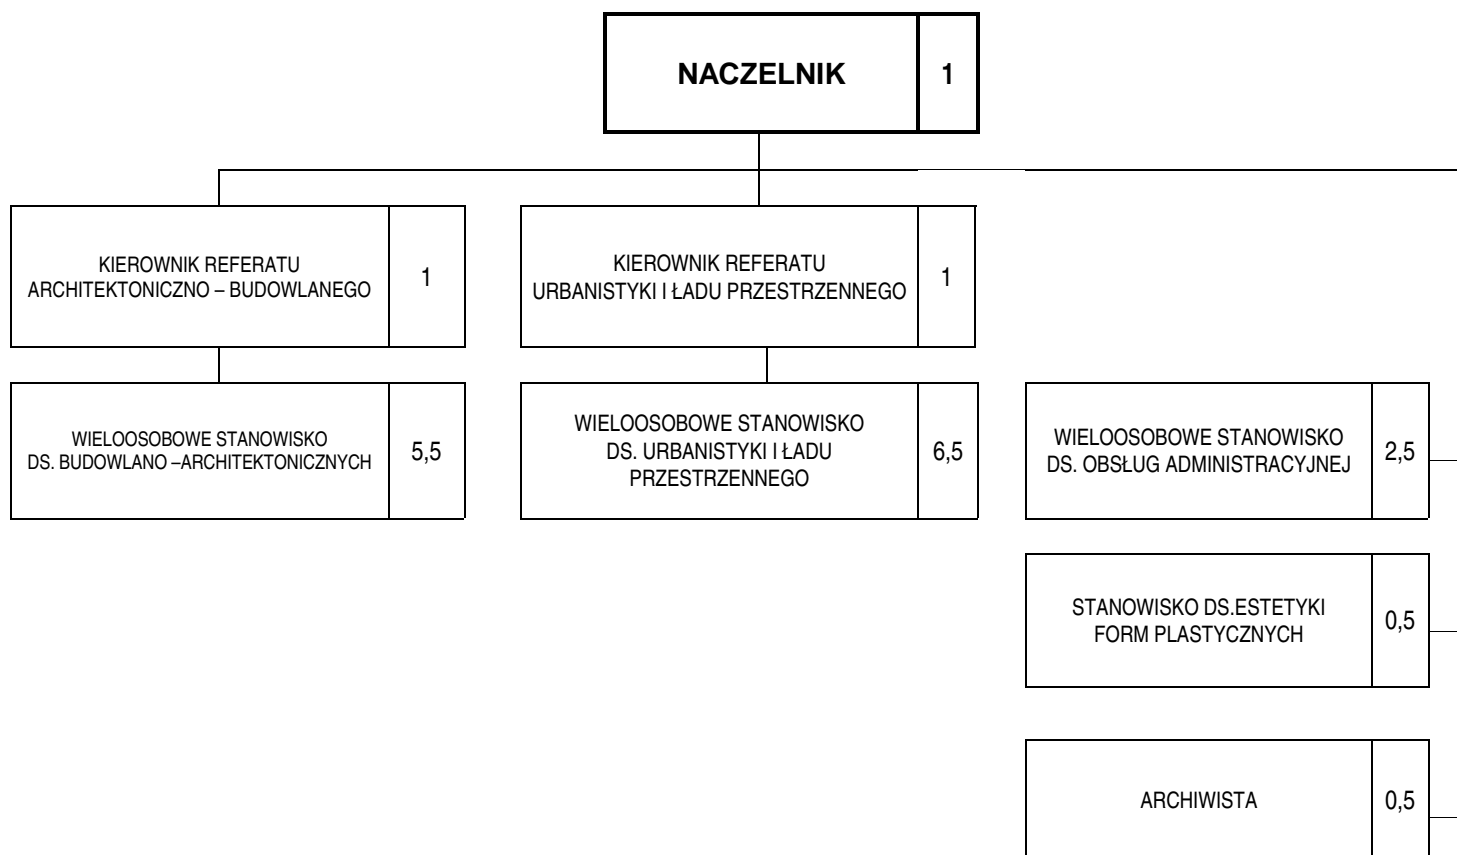 NACZELNIK
1
KIEROWNIK REFERATU
ARCHITEKTONICZNO – BUDOWLANEGO
1
KIEROWNIK REFERATU
URBANISTYKI I ŁADU PRZESTRZENNEGO
1
WIELOOSOBOWE STANOWISKO
DS. BUDOWLANO –ARCHITEKTONICZNYCH
5,5
WIELOOSOBOWE STANOWISKO
DS. URBANISTYKI I ŁADU
PRZESTRZENNEGO
6,5
WIELOOSOBOWE STANOWISKO
DS. OBSŁUG ADMINISTRACYJNEJ
2,5
STANOWISKO DS.ESTETYKI
FORM PLASTYCZNYCH
0,5
ARCHIWISTA
0,5